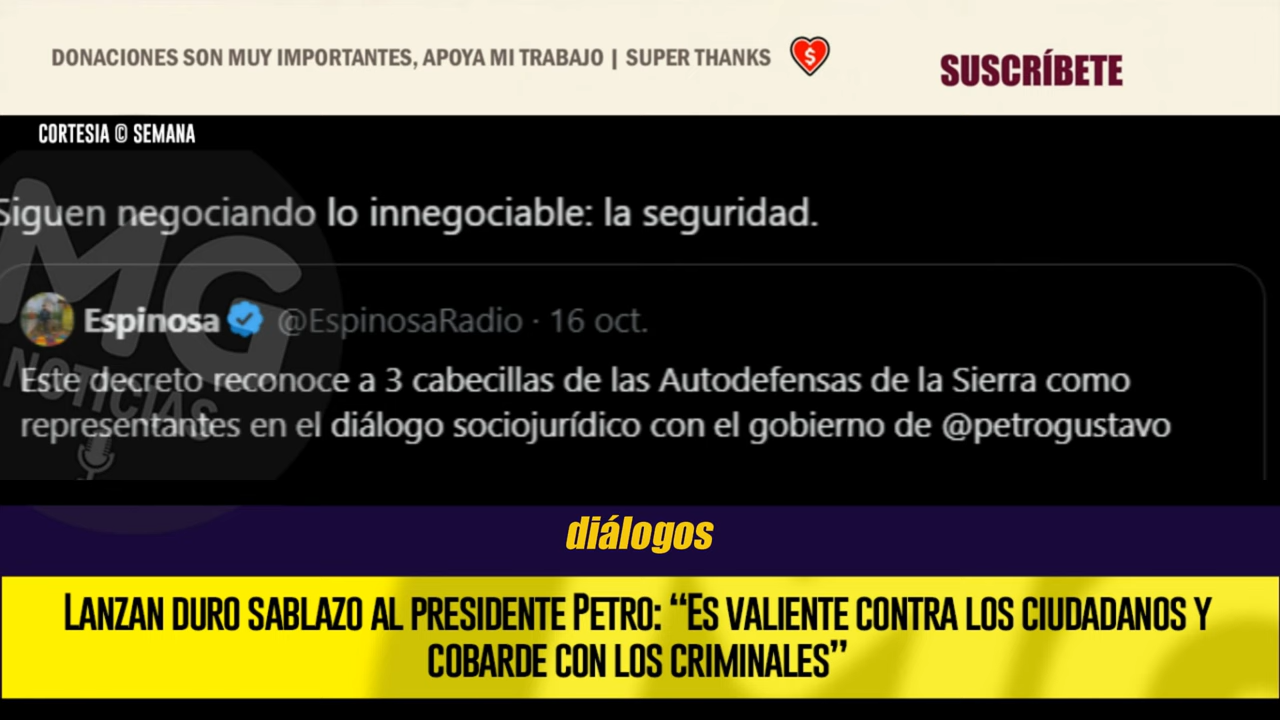 DONACIONES SON MUY IMPORTANTES, APOYA MI TRABAJO | SUPER THANKS
$
SUSCRÍBETE
CORTESIA © SEMANA
Siguen negociando lo innegociable: la seguridad.
Espinosa @EspinosaRadio · 16 oct.
Este decreto reconoce a 3 cabecillas de las Autodefensas de la Sierra como
representantes en el diálogo sociojurídico con el gobierno de @petrogustavo
MG
NOTICIAS
diálogos
LANZAN DURO SABLAZO AL PRESIDENTE PETRO: “ES VALIENTE CONTRA LOS CIUDADANOS Y
COBARDE CON LOS CRIMINALES”